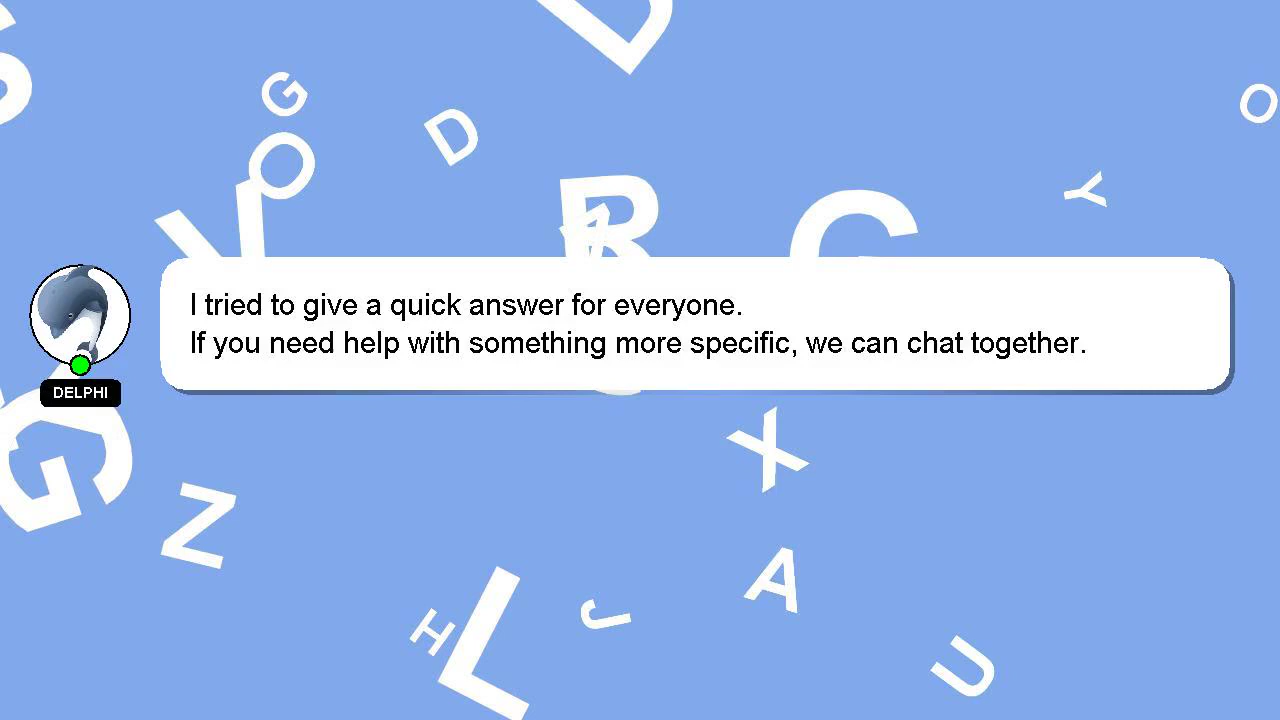 S
G
D
D
O
O
V
R
A
C
Y
I tried to give a quick answer for everyone.
If you need help with something more specific, we can chat together.
DELPHI
G
X
Z
A
H
L
J
U